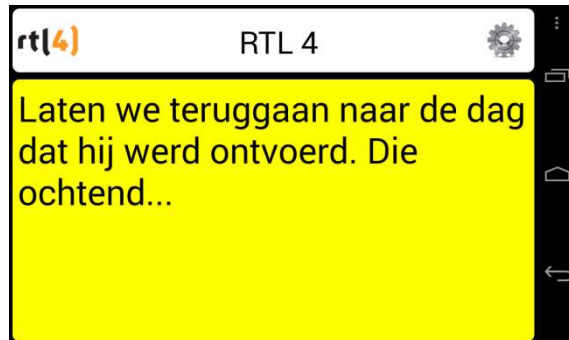 rtl4 RTL 4
Laten we teruggaan naar de dag
dat hij werd ontvoerd. Die
ochtend...